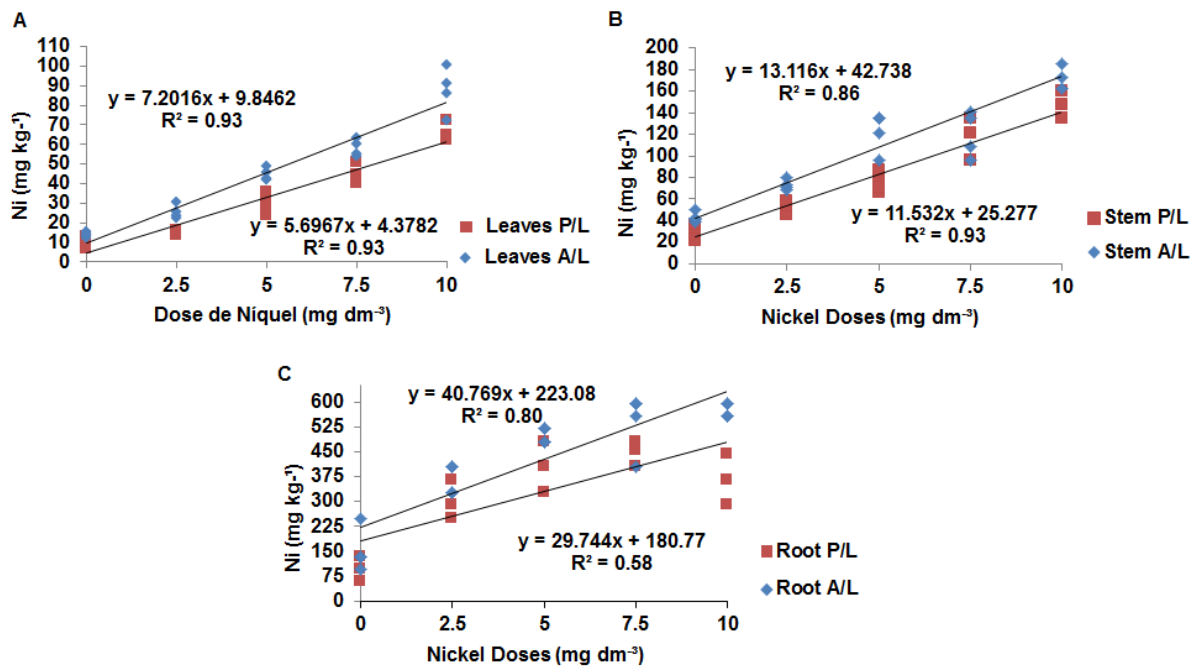 A
Ni (mg kg⁻¹)
110
100
90
80
70
60
50
40
30
20
10
0
y = 7.2016x + 9.8462
R² = 0.93
y = 5.6967x + 4.3782
R² = 0.93
Leaves P/L
Leaves A/L
0 2.5 5 7.5 10
Dose de Níquel (mg dm⁻³)
B
Ni (mg kg⁻¹)
200
180
160
140
120
100
80
60
40
20
0
y = 13.116x + 42.738
R² = 0.86
y = 11.532x + 25.277
R² = 0.93
Stem P/L
Stem A/L
0 2.5 5 7.5 10
Nickel Doses (mg dm⁻³)
C
Ni (mg kg⁻¹)
600
525
450
375
300
225
150
75
0
y = 40.769x + 223.08
R² = 0.80
y = 29.744x + 180.77
R² = 0.58
Root P/L
Root A/L
0 2.5 5 7.5 10
Nickel Doses (mg dm⁻³)